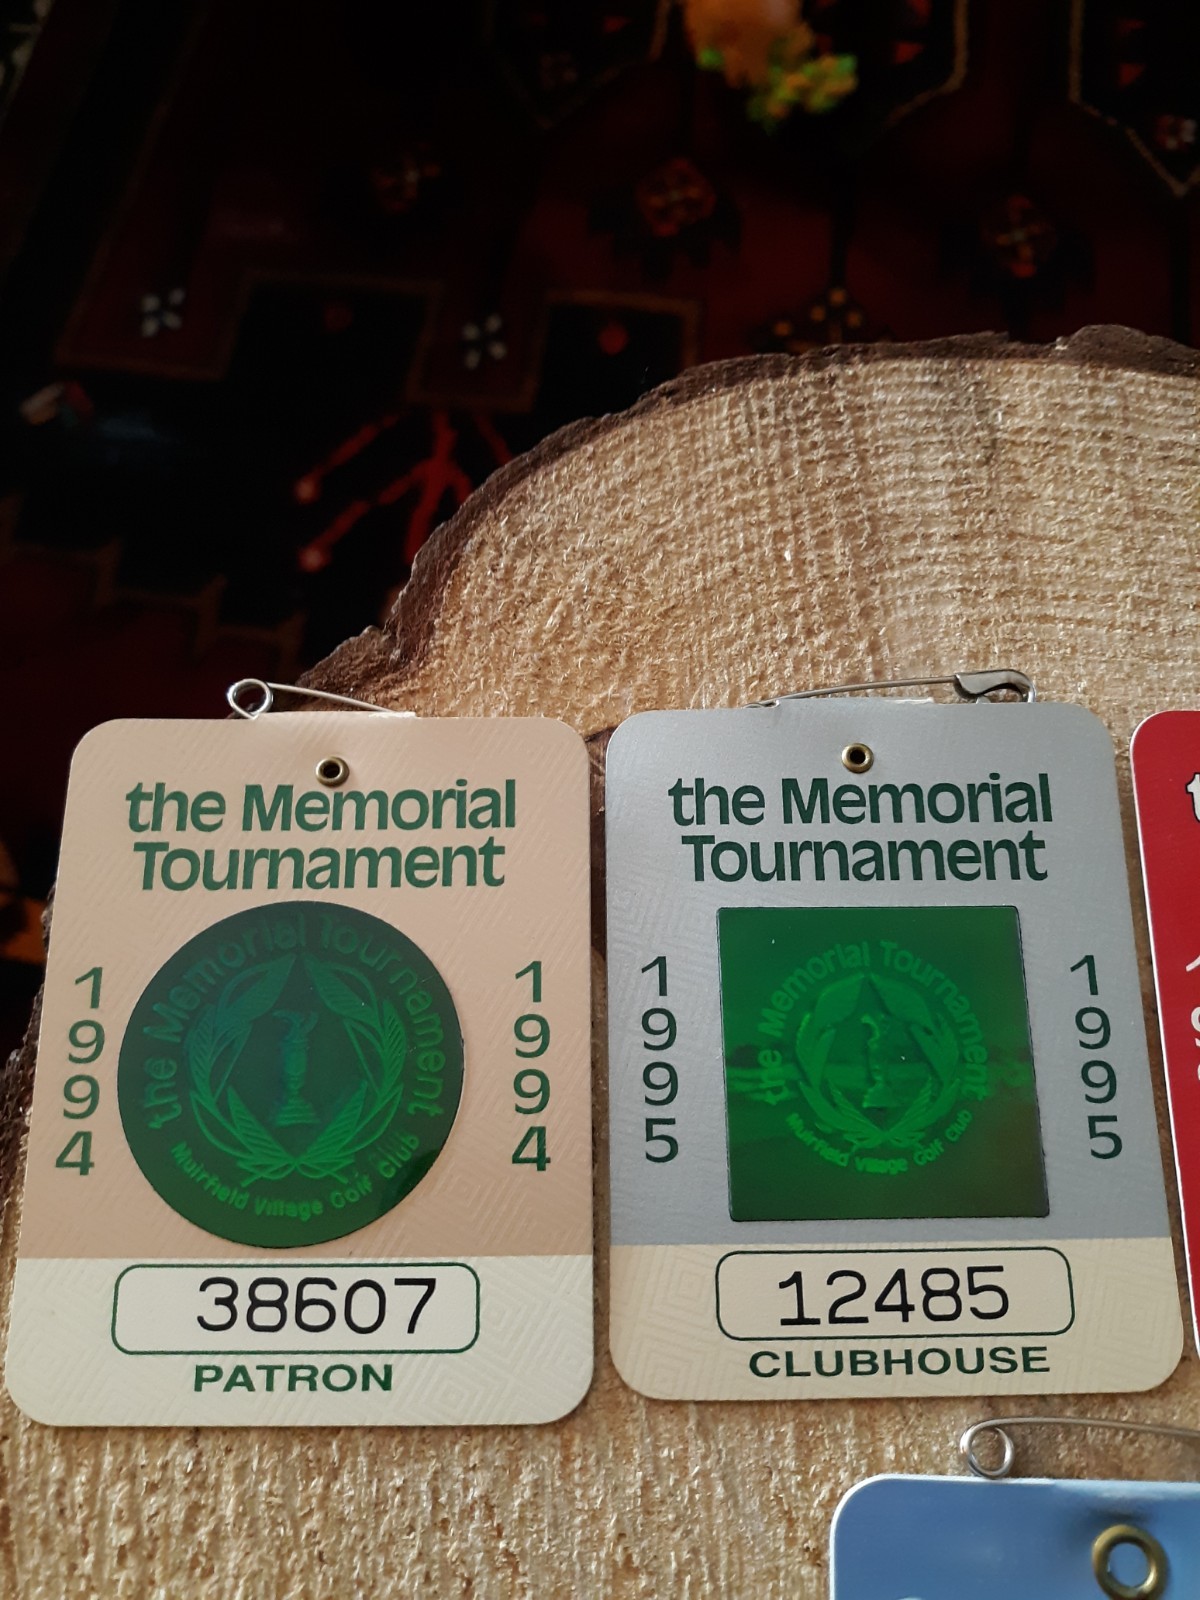 the Memorial
Tournament
1994
1994
the Memorial Tournament
Muirfield Village Golf Club
38607
PATRON
the Memorial
Tournament
1995
1995
the Memorial Tournament
Muirfield Village Golf Club
12485
CLUBHOUSE